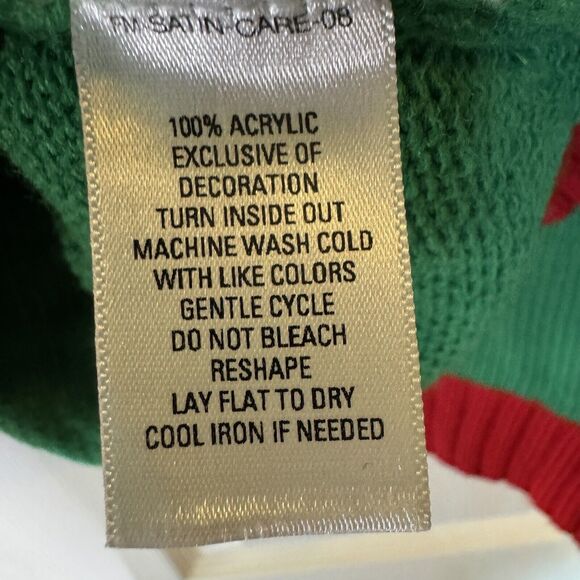 FM SATIN-CARE-08
100% ACRYLIC
EXCLUSIVE OF
DECORATION
TURN INSIDE OUT
MACHINE WASH COLD
WITH LIKE COLORS
GENTLE CYCLE
DO NOT BLEACH
RESHAPE
LAY FLAT TO DRY
COOL IRON IF NEEDED